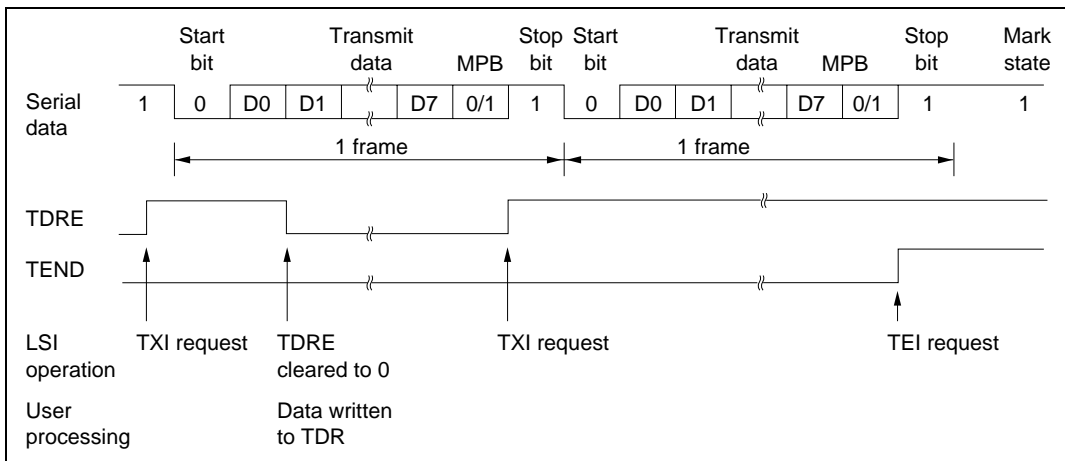 Start bit Transmit data MPB Stop bit Start bit Transmit data MPB Stop bit Mark state
Serial data 1 0 D0 D1 D7 0/1 1 0 D0 D1 D7 0/1 1 1
1 frame 1 frame
TDRE
TEND
LSI operation TXI request TDRE cleared to 0 TXI request TEI request
User processing Data written to TDR